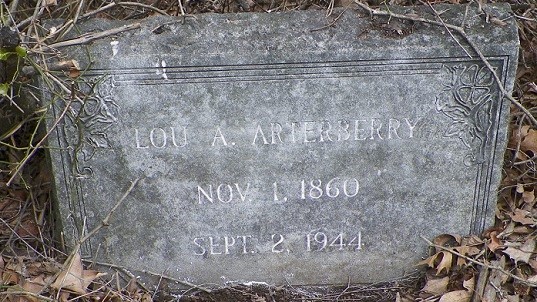 LOU A. ARTERBERRY
NOV. 1, 1860
SEPT. 2, 1944